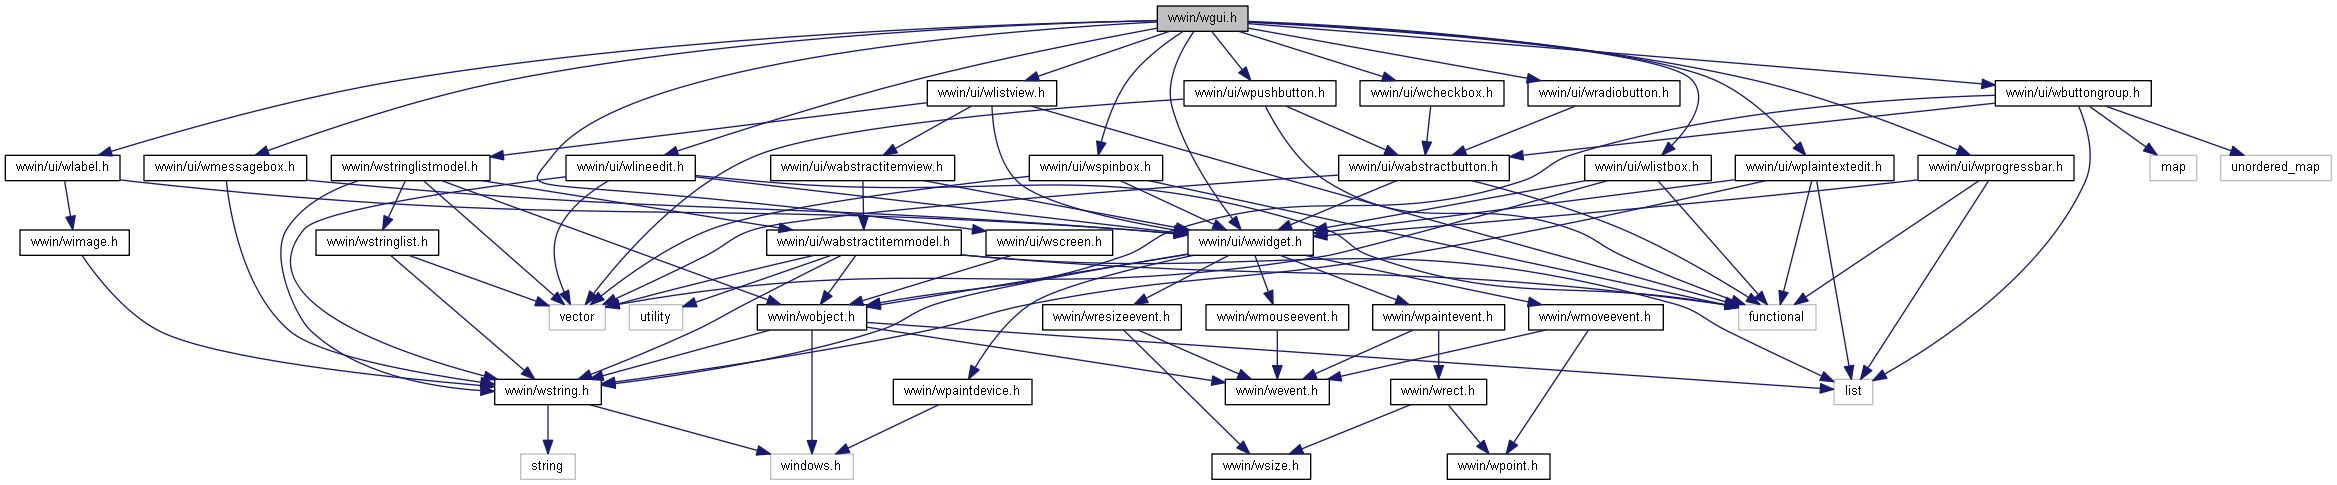 wwin/wgui.h
wwin/ui/wlistview.h
wwin/ui/wpushbutton.h
wwin/ui/wcheckbox.h
wwin/ui/wradiobutton.h
wwin/ui/wbuttongroup.h
wwin/ui/wlabel.h
wwin/ui/wmessagebox.h
wwin/wstringlistmodel.h
wwin/ui/wlineedit.h
wwin/ui/wabstractitemview.h
wwin/ui/wspinbox.h
wwin/ui/wabstractbutton.h
wwin/ui/wlistbox.h
wwin/ui/wplaintextedit.h
wwin/ui/wprogressbar.h
map
unordered_map
wwin/wimage.h
wwin/wstringlist.h
wwin/ui/wabstractitemmodel.h
wwin/ui/wscreen.h
wwin/ui/wwidget.h
vector
utility
wwin/wobject.h
wwin/wresizeevent.h
wwin/wmouseevent.h
wwin/wpaintevent.h
wwin/wmoveevent.h
functional
wwin/wstring.h
wwin/wpaintdevice.h
wwin/wevent.h
wwin/wrect.h
list
string
windows.h
wwin/wsize.h
wwin/wpoint.h